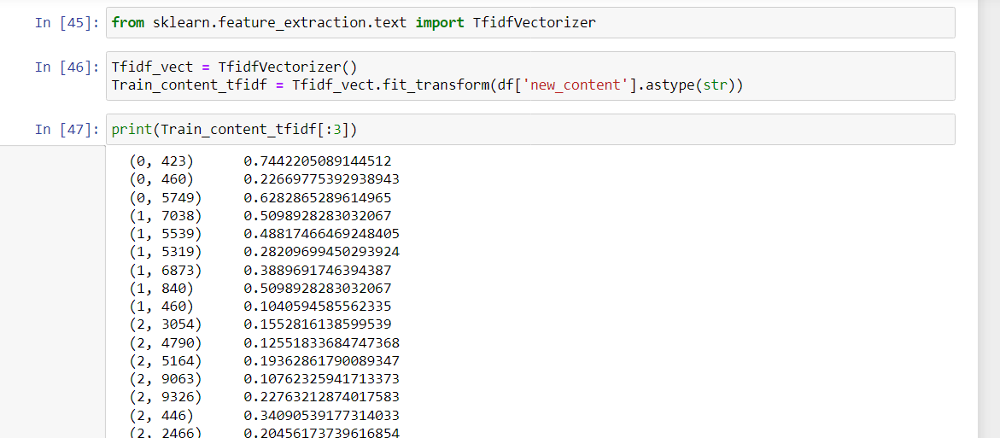 In [45]: from sklearn.feature_extraction.text import TfidfVectorizer
In [46]: Tfidf_vect = TfidfVectorizer()
Train_content_tfidf = Tfidf_vect.fit_transform(df['new_content'].astype(str))
In [47]: print(Train_content_tfidf[:3])
(0, 423) 0.7442205089144512
(0, 460) 0.22669775392938943
(0, 5749) 0.6282865289614965
(1, 7038) 0.5098928283032067
(1, 5539) 0.48817466469248405
(1, 5319) 0.28209699450293924
(1, 6873) 0.3889691746394387
(1, 840) 0.5098928283032067
(1, 460) 0.1040594585562335
(2, 3054) 0.1552816138599539
(2, 4790) 0.12551833684747368
(2, 5164) 0.19362861790089347
(2, 9063) 0.10762325941713373
(2, 9326) 0.22763212874017583
(2, 446) 0.34090539177314033
(2, 2466) 0.20456173739616854